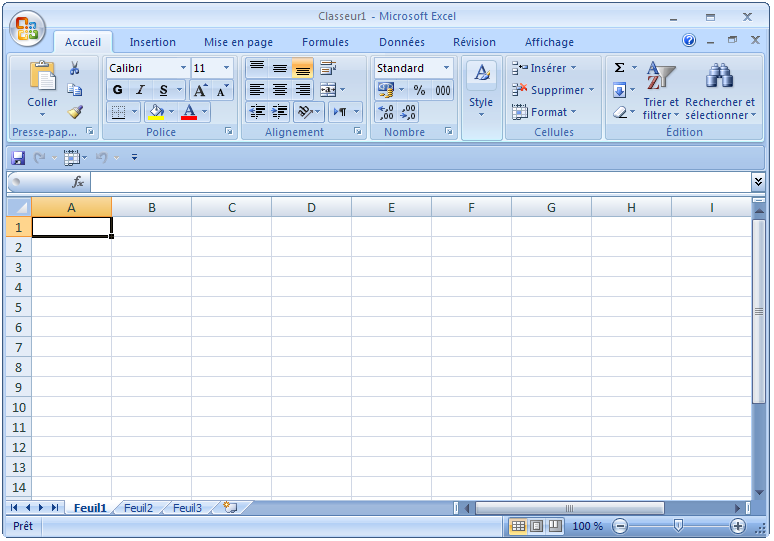 Classeur1 - Microsoft Excel
Accueil Insertion Mise en page Formules Données Révision Affichage
Calibri 11 Standard Insérer Σ
Coller G I S A A % 000 Style Supprimer Trier et filtrer Rechercher et sélectionner
A ,00 ,00 Format
Presse-pap... Police Alignement Nombre Cellules Édition
fx
A B C D E F G H I
1
2
3
4
5
6
7
8
9
10
11
12
13
14
Feuil1 Feuil2 Feuil3
Prêt 100 %